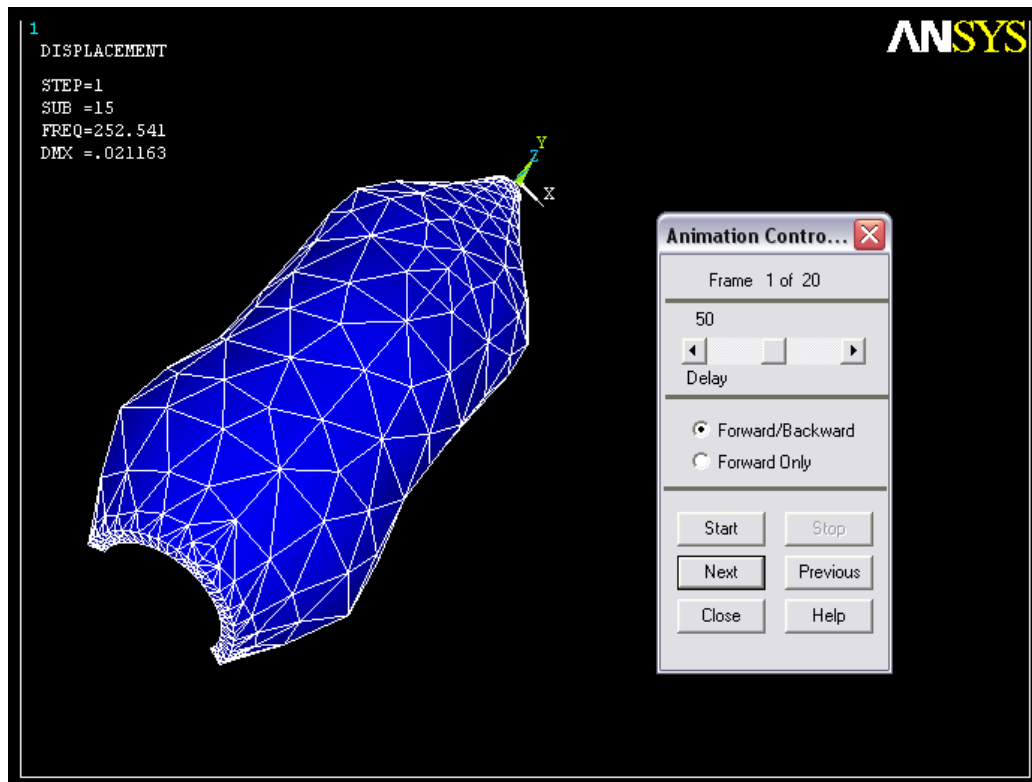 1
DISPLACEMENT
STEP=1
SUB =15
FREQ=252.541
DMX =.021163
ANSYS
Y
Z
X
Animation Contro...
Frame 1 of 20
50
Delay
Forward/Backward
Forward Only
Start Stop
Next Previous
Close Help